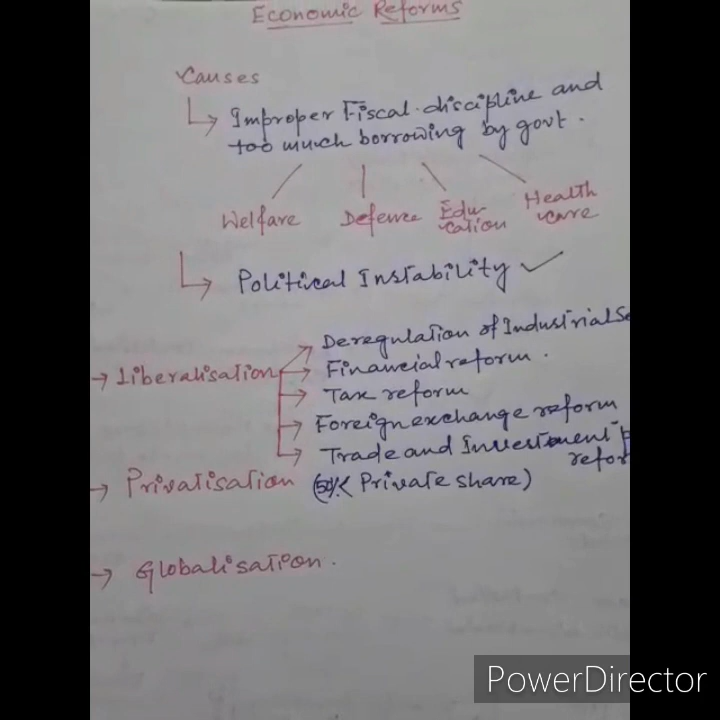 Economic Reforms
Causes
Improper Fiscal discipline and
too much borrowing by govt.
Welfare
Defence
Edu-
cation
Health
care
Political Instability
Deregulation of Industrial
Liberalisation
Financial reform.
Tax reform
Foreign exchange reform
Trade and Investment
Privatisation (50%< Private share)
Globalisation.
PowerDirector